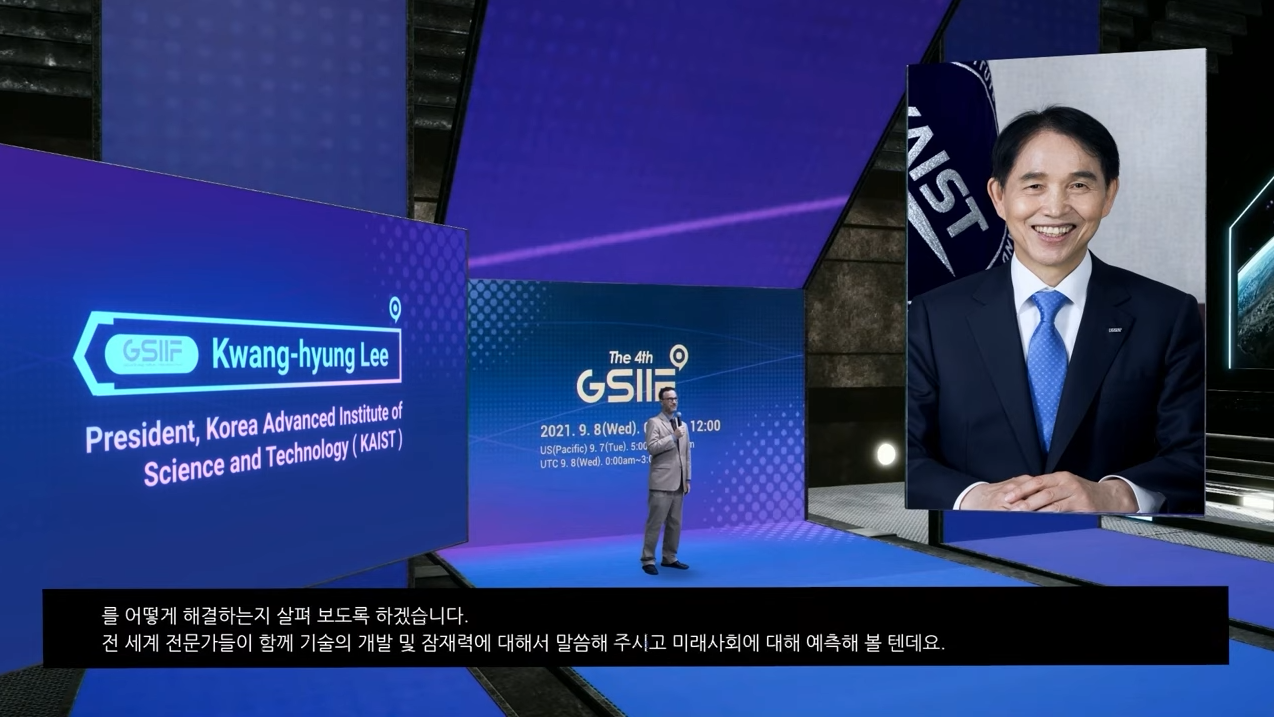 KAIST
GSIIF
Kwang-hyung Lee
President, Korea Advanced Institute of
Science and Technology ( KAIST )
The 4th
GSIIF
2021. 9. 8(Wed). 12:00
US(Pacific) 9. 7(Tue).
UTC 9. 8(Wed). 0:00am~
를 어떻게 해결하는지 살펴 보도록 하겠습니다.
전 세계 전문가들이 함께 기술의 개발 및 잠재력에 대해서 말씀해 주시고 미래사회에 대해 예측해 볼 텐데요.